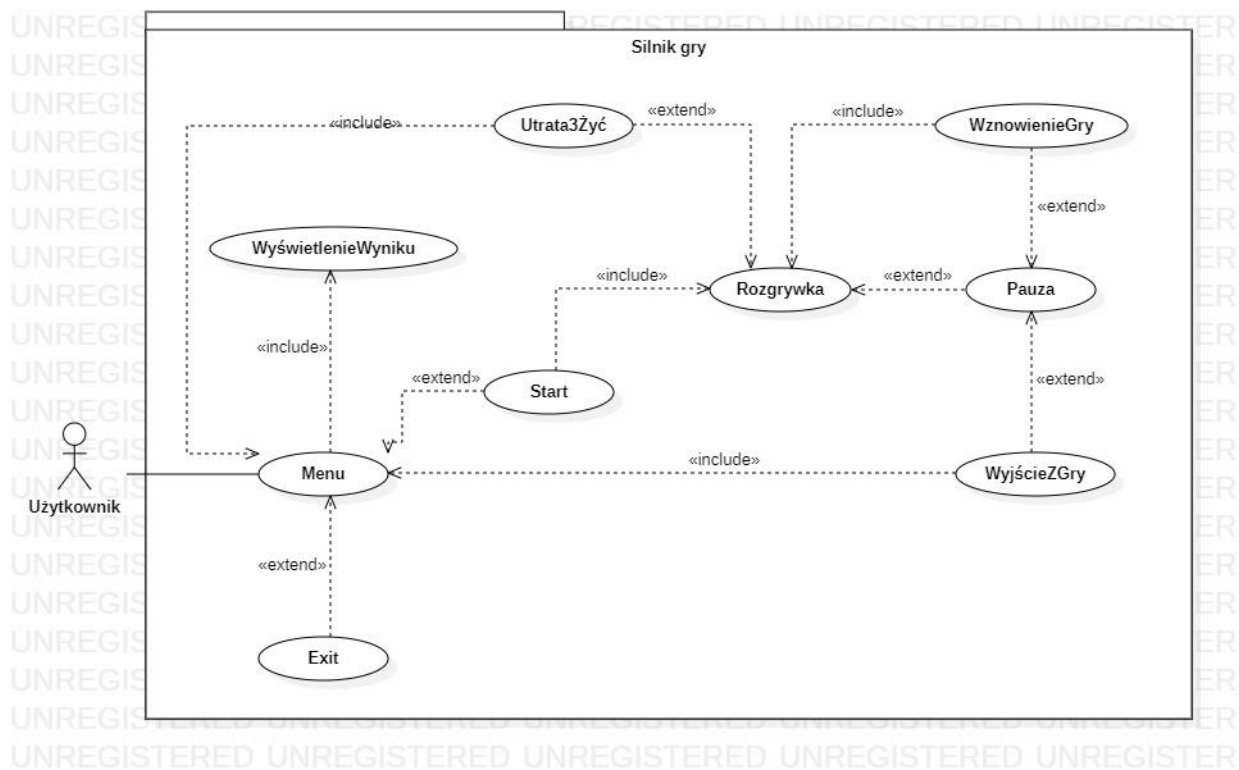 Silnik gry
«include»
Utrata3Żyć
«extend»
«include»
WznowienieGry
«extend»
WyświetlenieWyniku
«include»
Rozgrywka
«extend»
Pauza
«include»
«extend»
Start
«extend»
«include»
Użytkownik
Menu
WyjścieZGry
«extend»
Exit
UNREGISTERED UNREGISTERED UNREGISTERED UNREGISTERED UNREGISTER